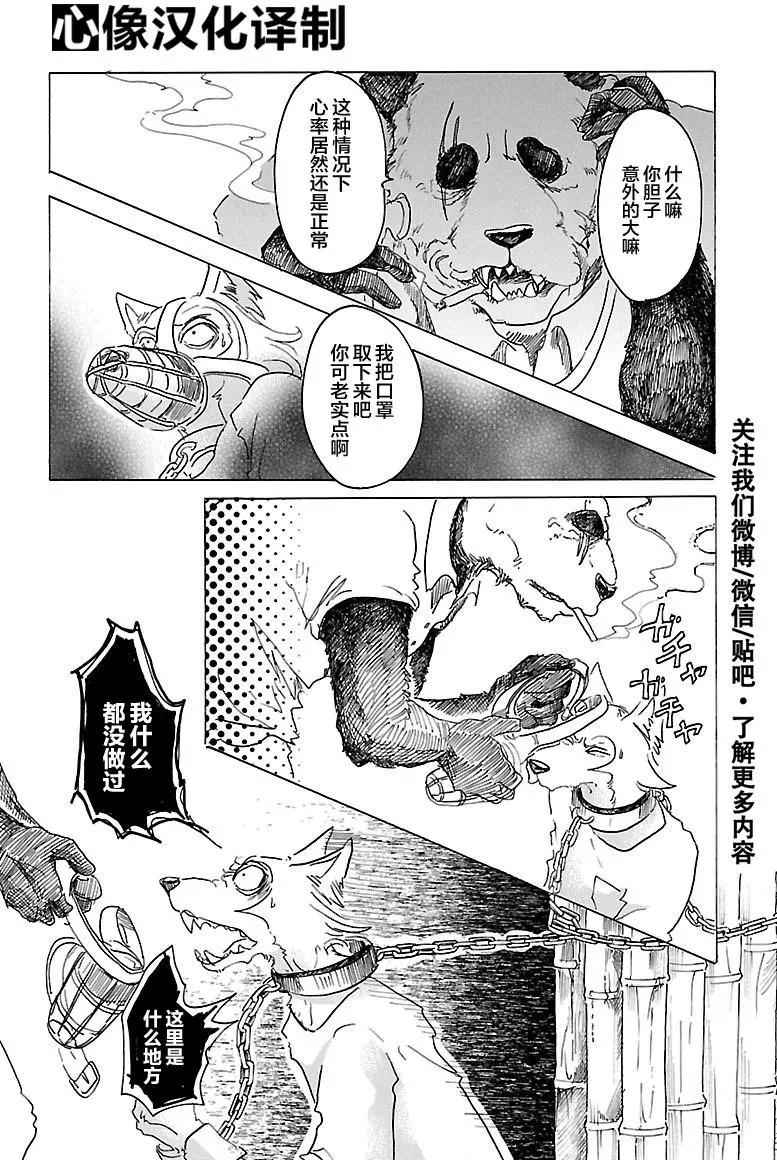 心像汉化译制
什么嘛
你胆子
意外的大嘛
这种情况下
心率居然还是正常
我把口罩
取下来吧
你可老实点啊
ガチャ
ガチャ
我什么
都没做过
这里是
什么地方
关注我们微博/微信/贴吧·了解更多内容